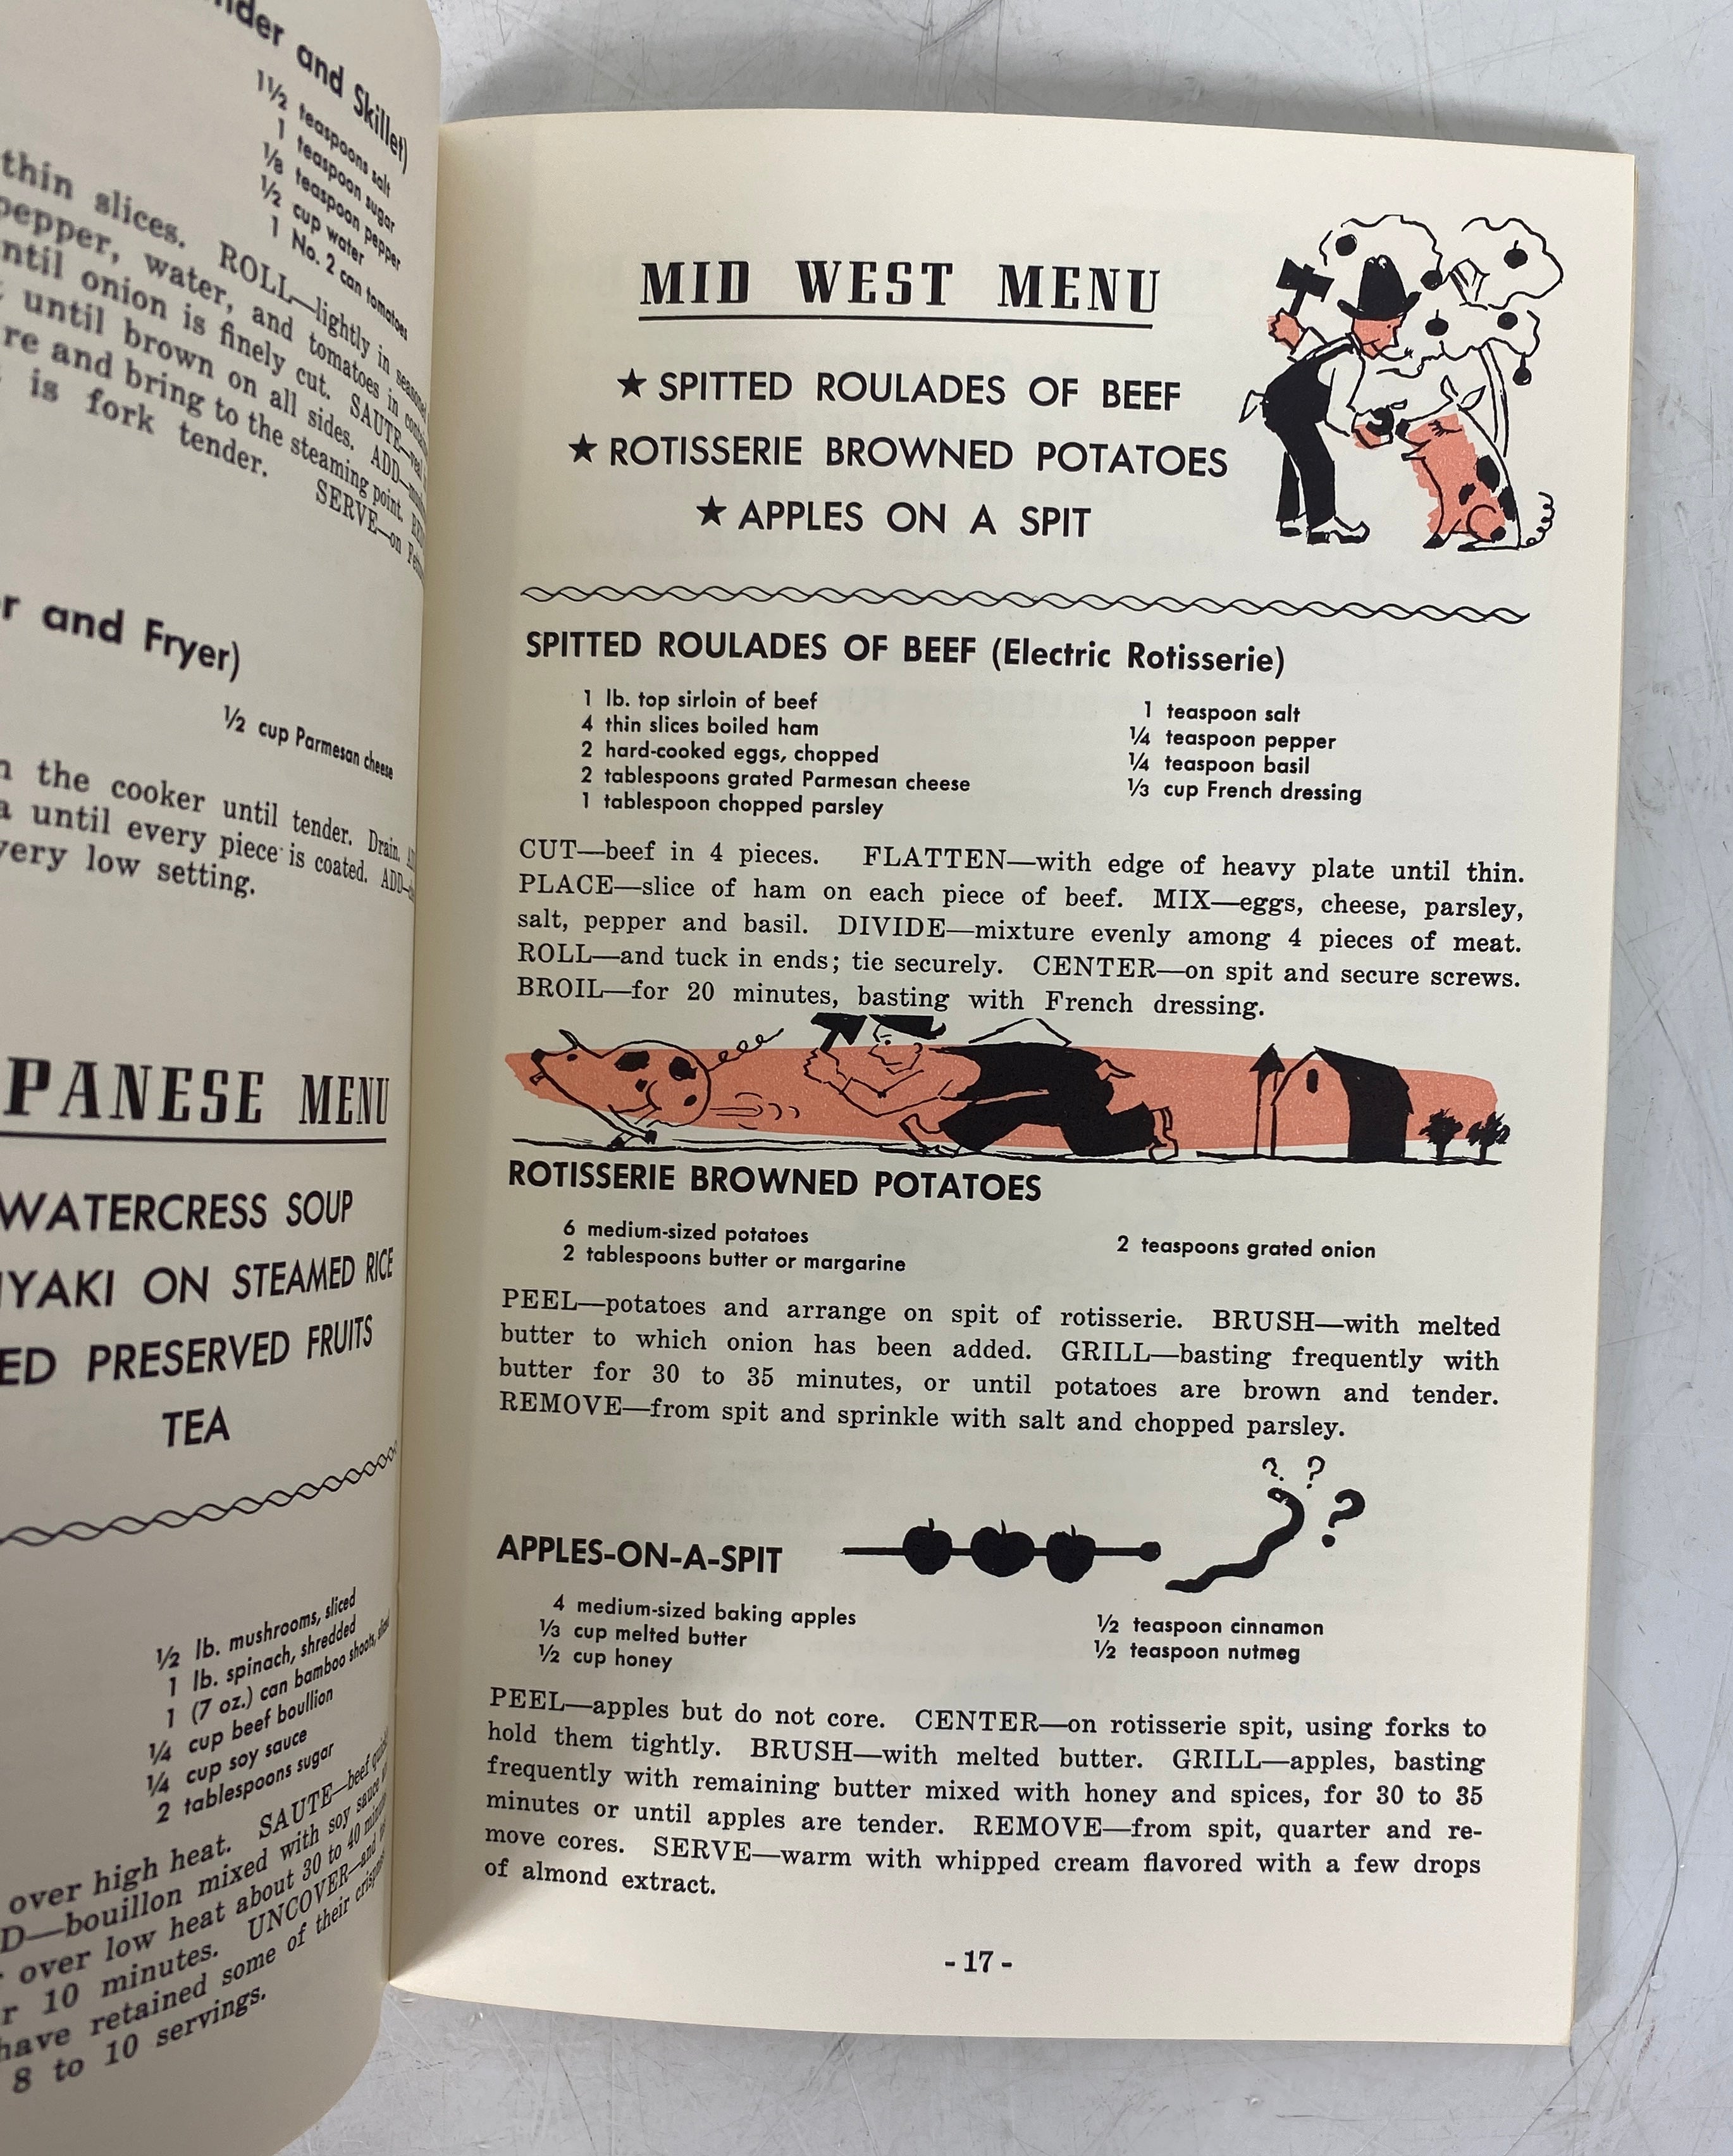 nder and Skillet)
1½ teaspoons salt
1 teaspoon sugar
⅛ teaspoon pepper
½ cup water
1 No. 2 can tomatoes
thin slices. ROLL—lightly in
pepper, water, and tomatoes in
until onion is finely cut. SAUTE—
until brown on all sides. ADD—
re and bring to the steaming point.
is fork tender. SERVE—on
r and Fryer)
½ cup Parmesan cheese
n the cooker until tender. Drain.
a until every piece is coated. ADD—
very low setting.
PANESE MENU
WATERCRESS SOUP
IYAKI ON STEAMED RICE
ED PRESERVED FRUITS
TEA
½ lb. mushrooms, sliced
1 lb. spinach, shredded
1 (7 oz.) can bamboo shoots, sliced
¼ cup beef boullion
¼ cup soy sauce
2 tablespoons sugar
over high heat. SAUTE—beef
D—bouillon mixed with soy sauce
over low heat about 30 to 40 minutes
r 10 minutes. UNCOVER—and
have retained some of their
8 to 10 servings.
MID WEST MENU
★ SPITTED ROULADES OF BEEF
★ ROTISSERIE BROWNED POTATOES
★ APPLES ON A SPIT
SPITTED ROULADES OF BEEF (Electric Rotisserie)
1 lb. top sirloin of beef
4 thin slices boiled ham
2 hard-cooked eggs, chopped
2 tablespoons grated Parmesan cheese
1 tablespoon chopped parsley
1 teaspoon salt
¼ teaspoon pepper
¼ teaspoon basil
⅓ cup French dressing
CUT—beef in 4 pieces. FLATTEN—with edge of heavy plate until thin.
PLACE—slice of ham on each piece of beef. MIX—eggs, cheese, parsley,
salt, pepper and basil. DIVIDE—mixture evenly among 4 pieces of meat.
ROLL—and tuck in ends; tie securely. CENTER—on spit and secure screws.
BROIL—for 20 minutes, basting with French dressing.
ROTISSERIE BROWNED POTATOES
6 medium-sized potatoes
2 tablespoons butter or margarine
2 teaspoons grated onion
PEEL—potatoes and arrange on spit of rotisserie. BRUSH—with melted
butter to which onion has been added. GRILL—basting frequently with
butter for 30 to 35 minutes, or until potatoes are brown and tender.
REMOVE—from spit and sprinkle with salt and chopped parsley.
? ? ?
APPLES-ON-A-SPIT
4 medium-sized baking apples
⅓ cup melted butter
½ cup honey
½ teaspoon cinnamon
½ teaspoon nutmeg
PEEL—apples but do not core. CENTER—on rotisserie spit, using forks to
hold them tightly. BRUSH—with melted butter. GRILL—apples, basting
frequently with remaining butter mixed with honey and spices, for 30 to 35
minutes or until apples are tender. REMOVE—from spit, quarter and re-
move cores. SERVE—warm with whipped cream flavored with a few drops
of almond extract.
- 17 -